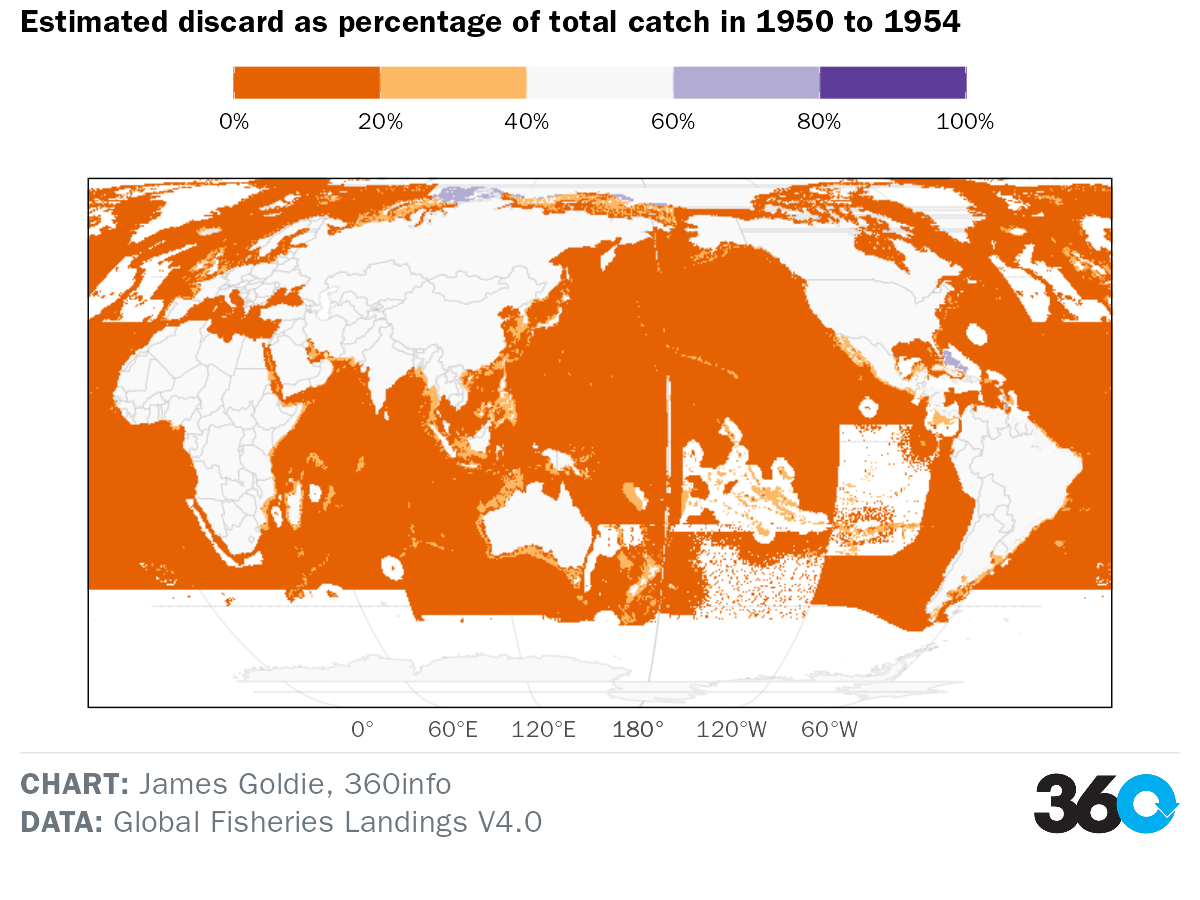 Estimated discard as percentage of total catch in 1950 to 1954
0% 20% 40% 60% 80% 100%
0° 60°E 120°E 180° 120°W 60°W
CHART: James Goldie, 360info
DATA: Global Fisheries Landings V4.0
360